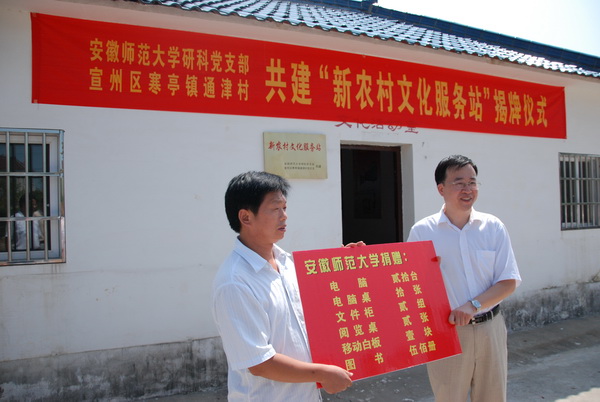 安徽师范大学研科党支部
宣州区寒亭镇通津村
共建“新农村文化服务站”揭牌仪式
新农村文化服务站
安徽师范大学捐赠：
电脑 贰拾台
电脑桌 拾张
文件柜 贰组
阅览桌 贰张
移动白板 壹块
图书 伍佰册